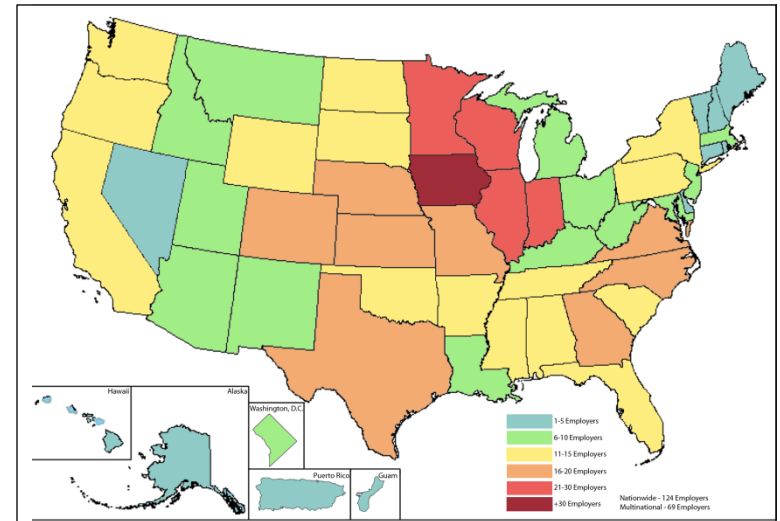 Hawaii
Alaska
Washington, D.C.
Puerto Rico
Guam
1-5 Employers
6-10 Employers
11-15 Employers
16-20 Employers
21-30 Employers
+30 Employers
Nationwide - 124 Employers
Multinational - 69 Employers